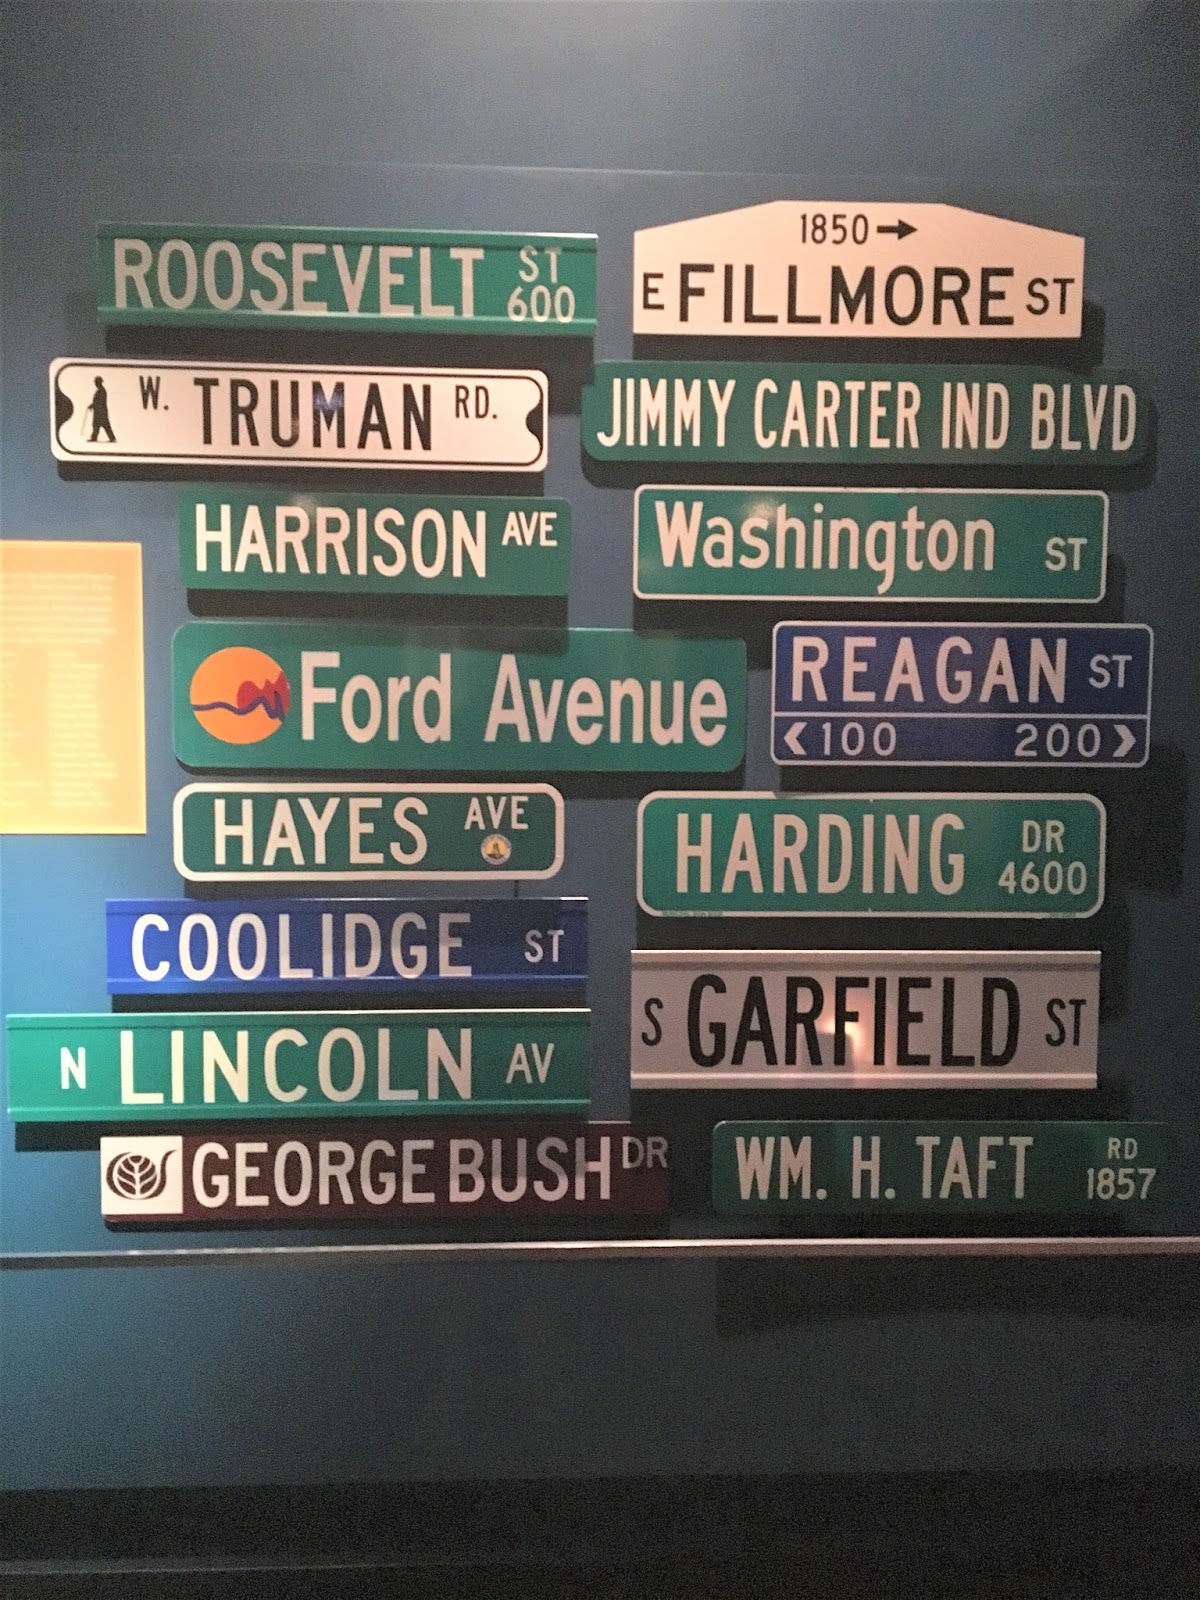 ROOSEVELT ST 600
1850→
E FILLMORE ST
W. TRUMAN RD.
JIMMY CARTER IND BLVD
HARRISON AVE
Washington ST
Ford Avenue
REAGAN ST
<100 200>
HAYES AVE
HARDING DR 4600
COOLIDGE ST
S GARFIELD ST
N LINCOLN AV
GEORGE BUSH DR
WM. H. TAFT RD 1857